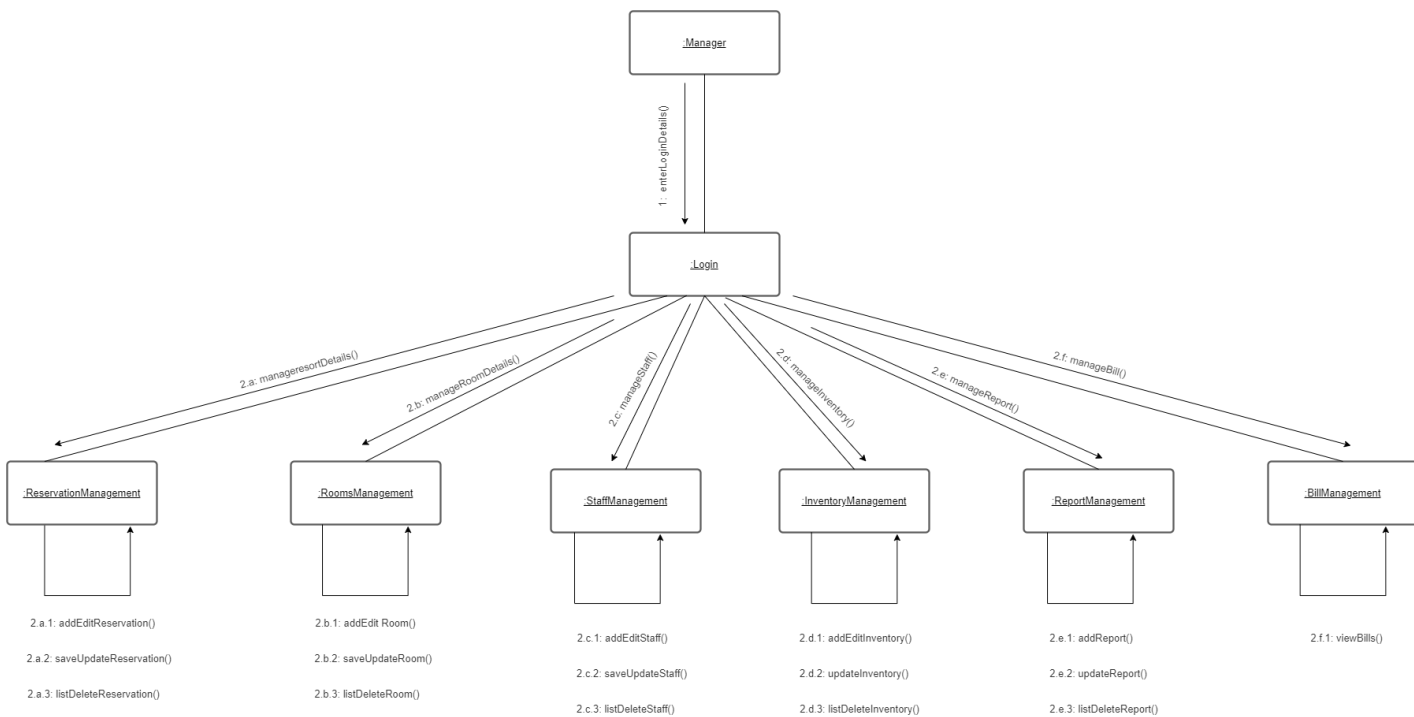 :Manager
1: enterLoginDetails()
:Login
2.a: manageresortDetails()
2.b: manageRoomDetails()
2.c: manageStaff()
2.d: manageInventory()
2.e: manageReport()
2.f: manageBill()
:ReservationManagement
:RoomsManagement
:StaffManagement
:InventoryManagement
:ReportManagement
:BillManagement
2.a.1: addEditReservation()
2.a.2: saveUpdateReservation()
2.a.3: listDeleteReservation()
2.b.1: addEdit Room()
2.b.2: saveUpdateRoom()
2.b.3: listDeleteRoom()
2.c.1: addEditStaff()
2.c.2: saveUpdateStaff()
2.c.3: listDeleteStaff()
2.d.1: addEditInventory()
2.d.2: updateInventory()
2.d.3: listDeleteInventory()
2.e.1: addReport()
2.e.2: updateReport()
2.e.3: listDeleteReport()
2.f.1: viewBills()